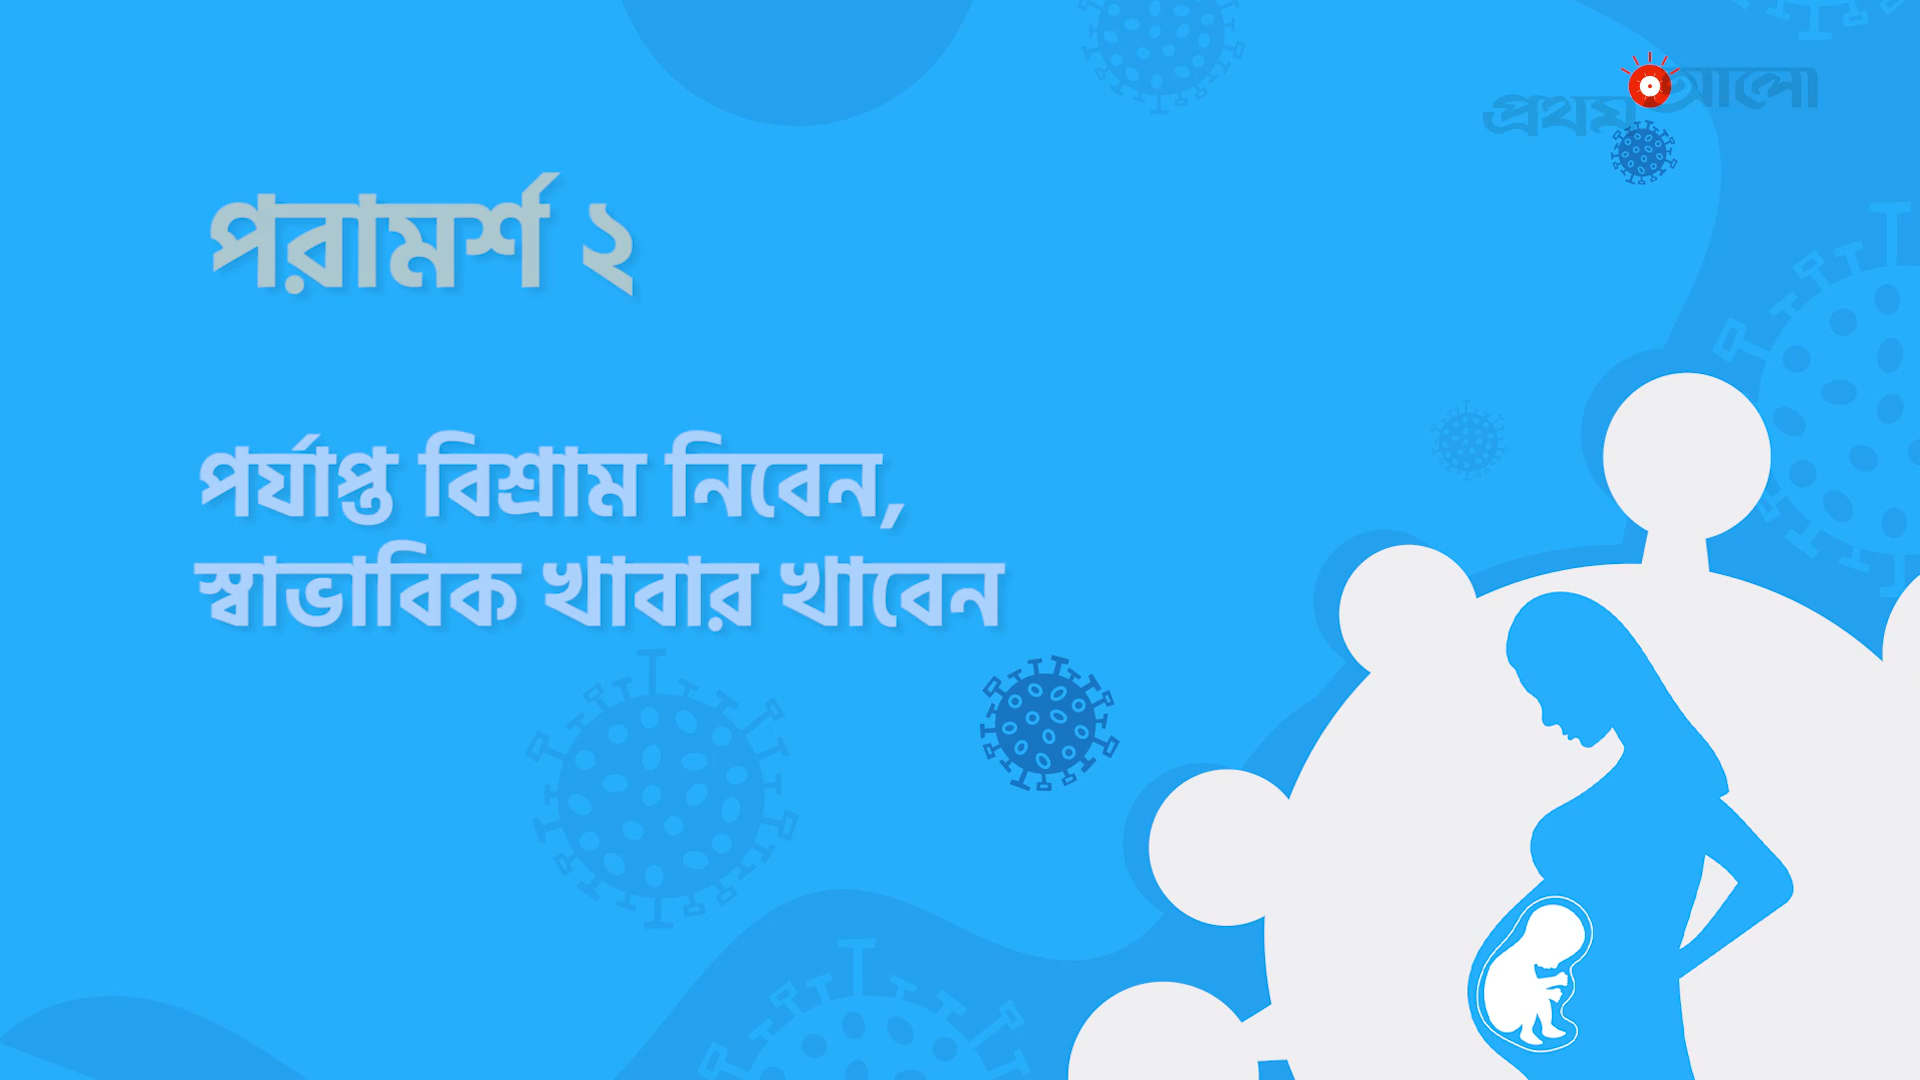 প্রথম আলো
পরামর্শ ২
পর্যাপ্ত বিশ্রাম নিবেন,
স্বাভাবিক খাবার খাবেন